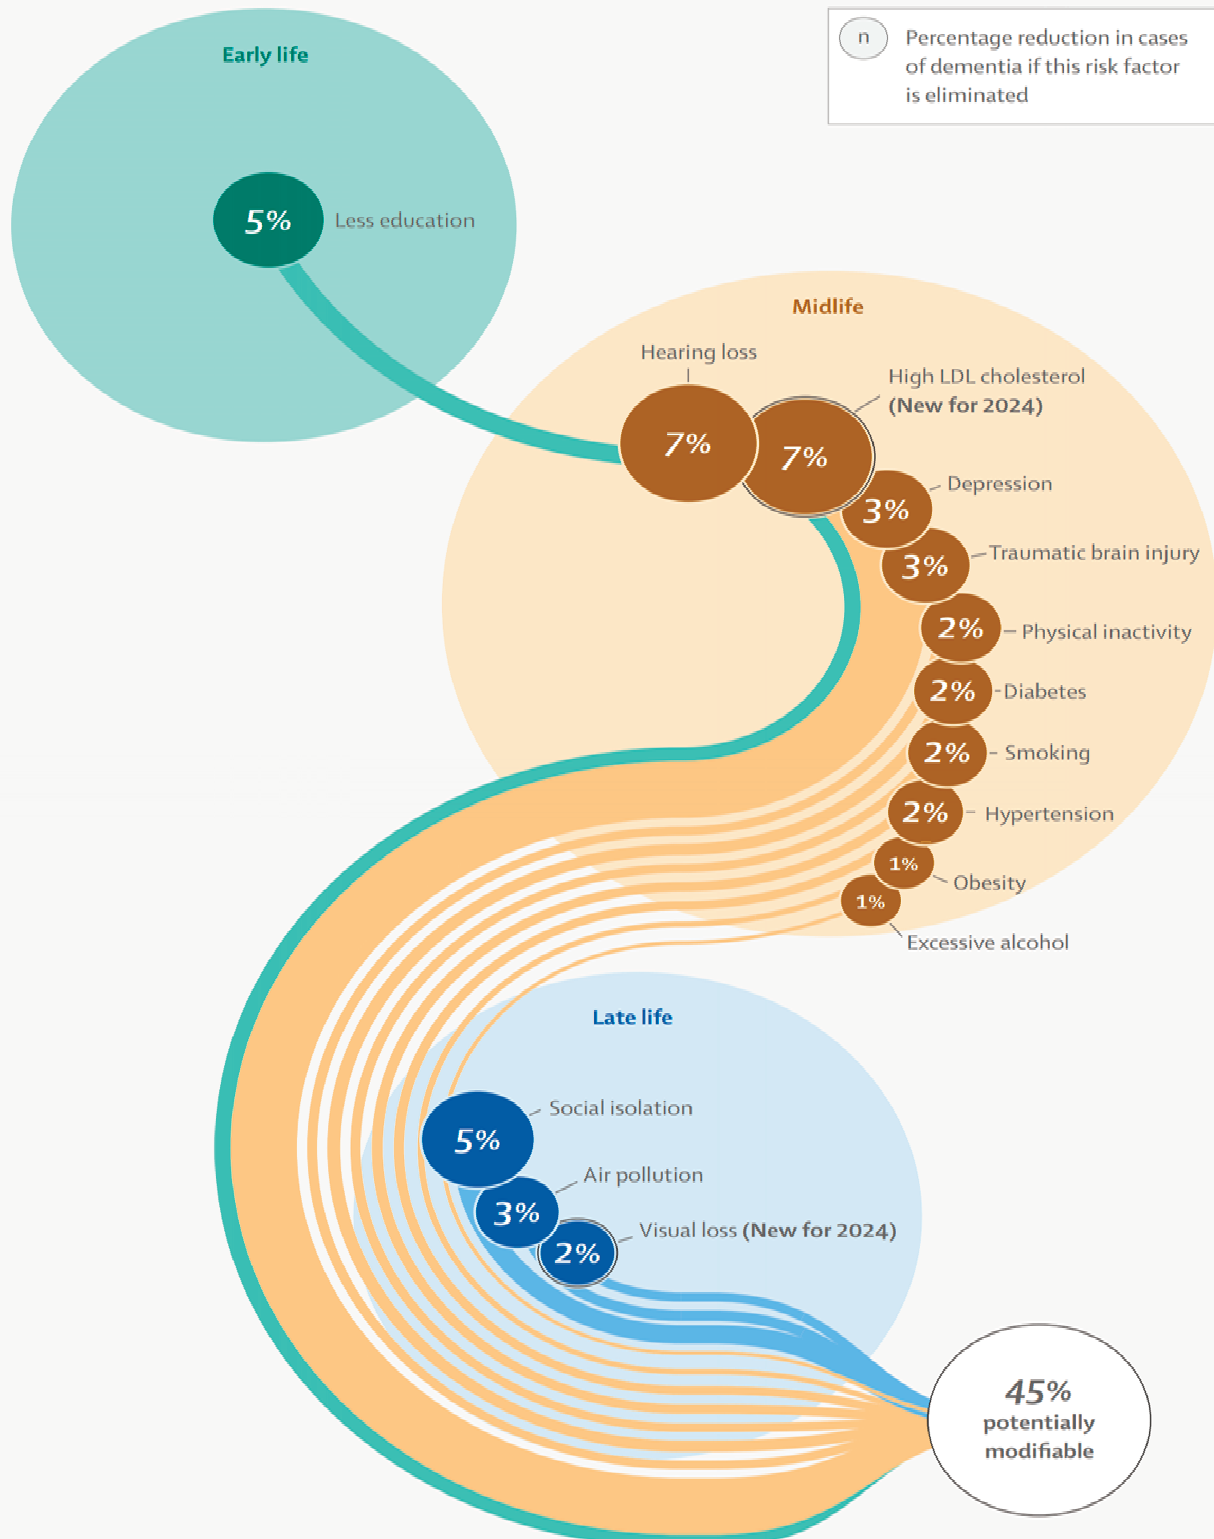 Early life
n
Percentage reduction in cases
of dementia if this risk factor
is eliminated
5%
Less education
Midlife
Hearing loss
7%
High LDL cholesterol
(New for 2024)
7%
Depression
3%
Traumatic brain injury
3%
Physical inactivity
2%
Diabetes
2%
Smoking
2%
Hypertension
2%
Obesity
1%
Excessive alcohol
1%
Late life
Social isolation
5%
Air pollution
3%
Visual loss (New for 2024)
2%
45%
potentially
modifiable